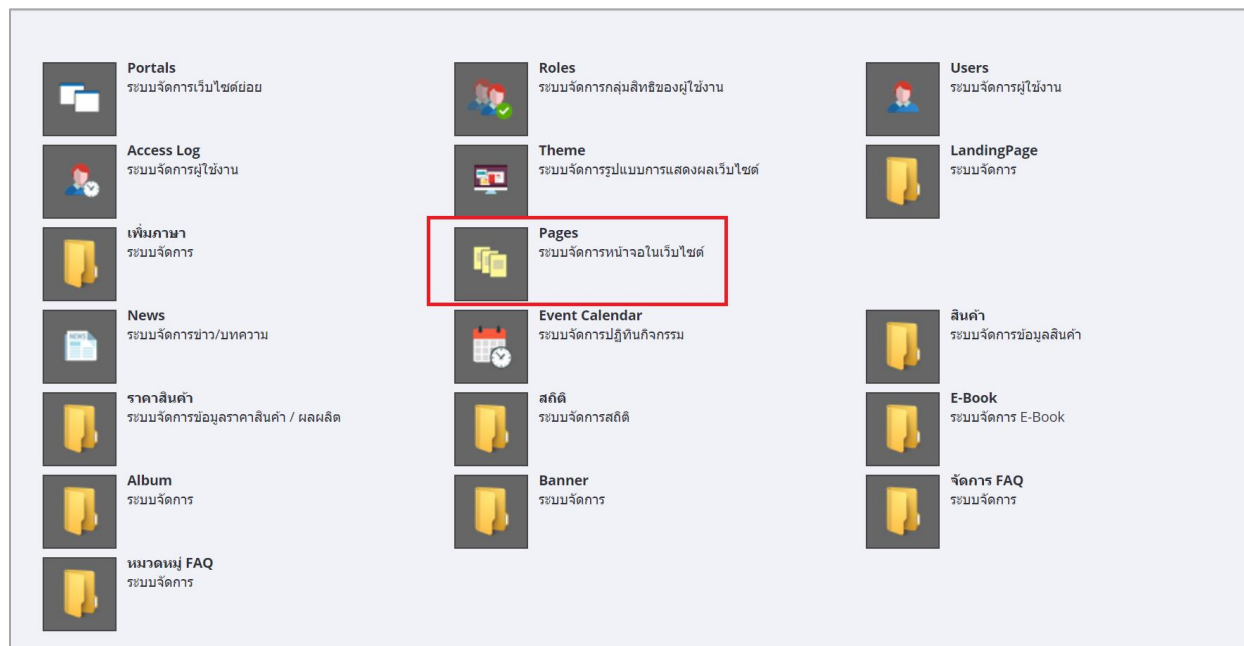 Portals
ระบบจัดการเว็บไซต์ย่อย
Roles
ระบบจัดการกลุ่มสิทธิของผู้ใช้งาน
Users
ระบบจัดการผู้ใช้งาน
Access Log
ระบบจัดการผู้ใช้งาน
Theme
ระบบจัดการรูปแบบการแสดงผลเว็บไซต์
LandingPage
ระบบจัดการ
เพิ่มภาษา
ระบบจัดการ
Pages
ระบบจัดการหน้าจอในเว็บไซต์
News
ระบบจัดการข่าว/บทความ
Event Calendar
ระบบจัดการปฏิทินกิจกรรม
สินค้า
ระบบจัดการข้อมูลสินค้า
ราคาสินค้า
ระบบจัดการข้อมูลราคาสินค้า / ผลผลิต
สถิติ
ระบบจัดการสถิติ
E-Book
ระบบจัดการ E-Book
Album
ระบบจัดการ
Banner
ระบบจัดการ
จัดการ FAQ
ระบบจัดการ
หมวดหมู่ FAQ
ระบบจัดการ